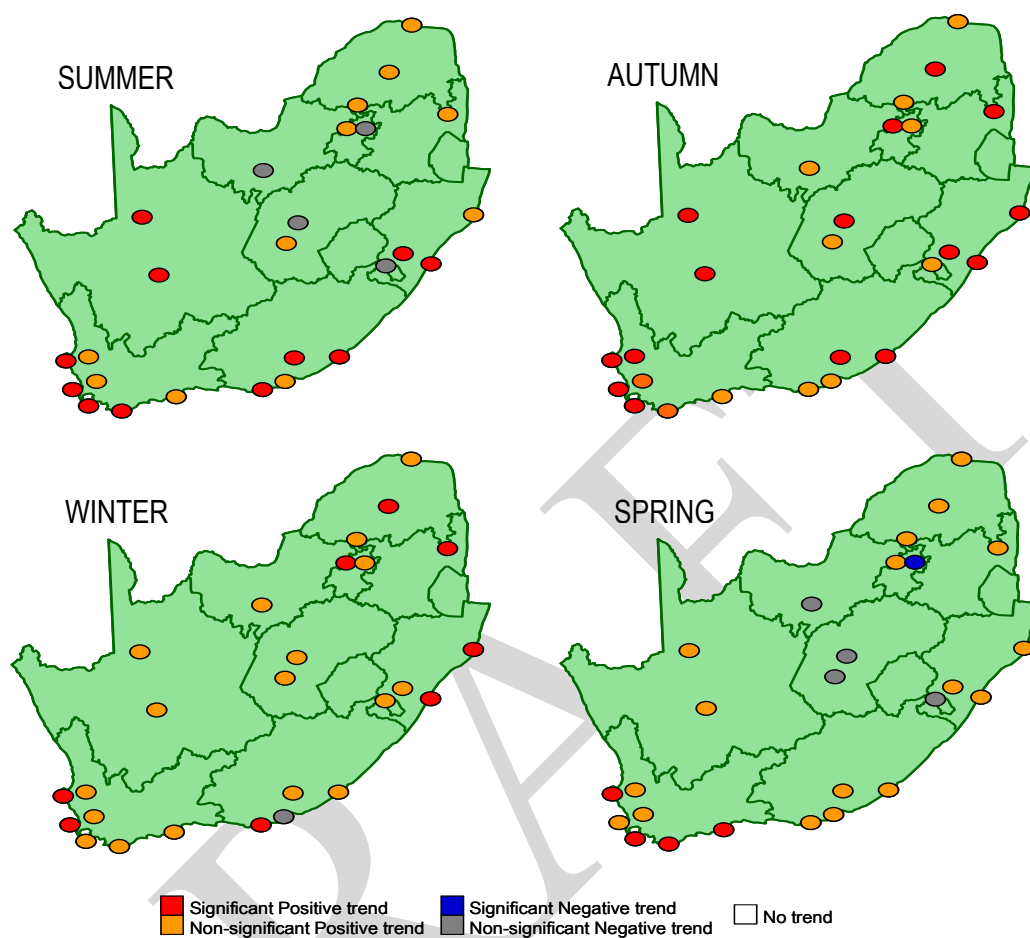 SUMMER
AUTUMN
WINTER
SPRING
Significant Positive trend
Non-significant Positive trend
Significant Negative trend
Non-significant Negative trend
No trend
DRAFT